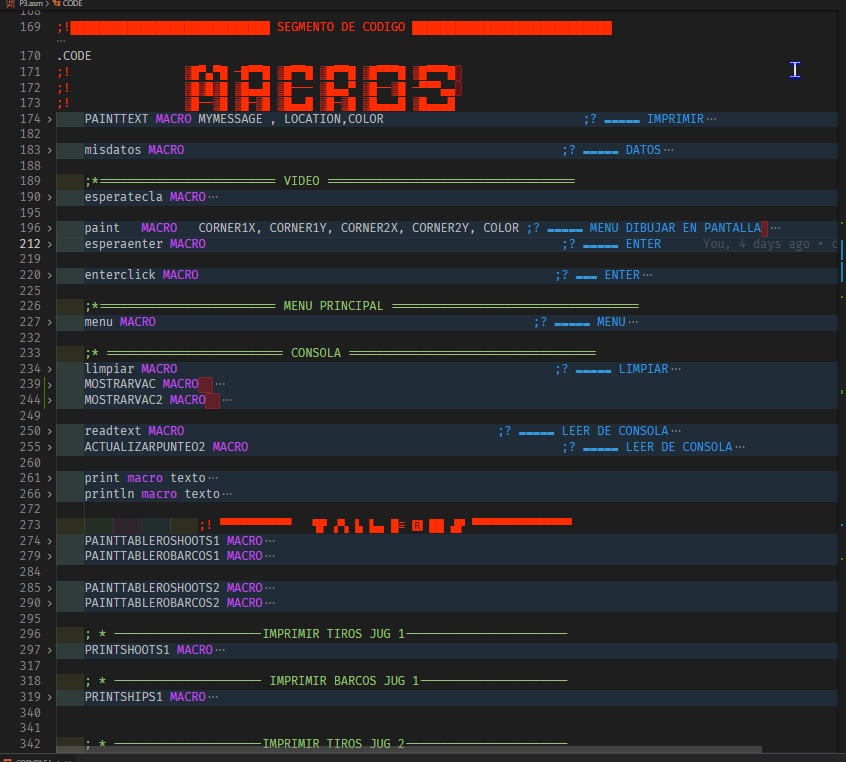 P3.asm > CODE
168
169 ;! SEGMENTO DE CODIGO
170 .CODE
171 ;!
172 ;!
173 ;! MACROS
174 PAINTTEXT MACRO MYMESSAGE , LOCATION,COLOR ;? ===== IMPRIMIR ···
182
183 misdatos MACRO ;? ===== DATOS ···
188
189 ;*========================= VIDEO ===================================
190 esperatecla MACRO ···
195
196 paint MACRO CORNER1X, CORNER1Y, CORNER2X, CORNER2Y, COLOR ;? ===== MENU DIBUJAR EN PANTALLA ···
212 esperaenter MACRO ;? ===== ENTER You, 4 days ago • c
219
220 enterclick MACRO ;? === ENTER ···
225
226 ;*========================= MENU PRINCIPAL ===================================
227 menu MACRO ;? ===== MENU ···
232
233 ;* ========================= CONSOLA ===================================
234 limpiar MACRO ;? ===== LIMPIAR ···
239 MOSTRARVAC MACRO ···
244 MOSTRARVAC2 MACRO ···
249
250 readtext MACRO ;? ===== LEER DE CONSOLA ···
255 ACTUALIZARPUNTEO2 MACRO ;? ===== LEER DE CONSOLA ···
260
261 print macro texto ···
266 println macro texto ···
272
273 ;! TABLERO
274 PAINTTABLEROSHOOTS1 MACRO ···
279 PAINTTABLEROBARCOS1 MACRO ···
284
285 PAINTTABLEROSHOOTS2 MACRO ···
290 PAINTTABLEROBARCOS2 MACRO ···
295
296 ; * ─────────────────────IMPRIMIR TIROS JUG 1───────────────────────
297 PRINTSHOOTS1 MACRO ···
317
318 ; * ───────────────────── IMPRIMIR BARCOS JUG 1─────────────────────
319 PRINTSHIPS1 MACRO ···
340
341
342 ; * ─────────────────────IMPRIMIR TIROS JUG 2───────────────────────